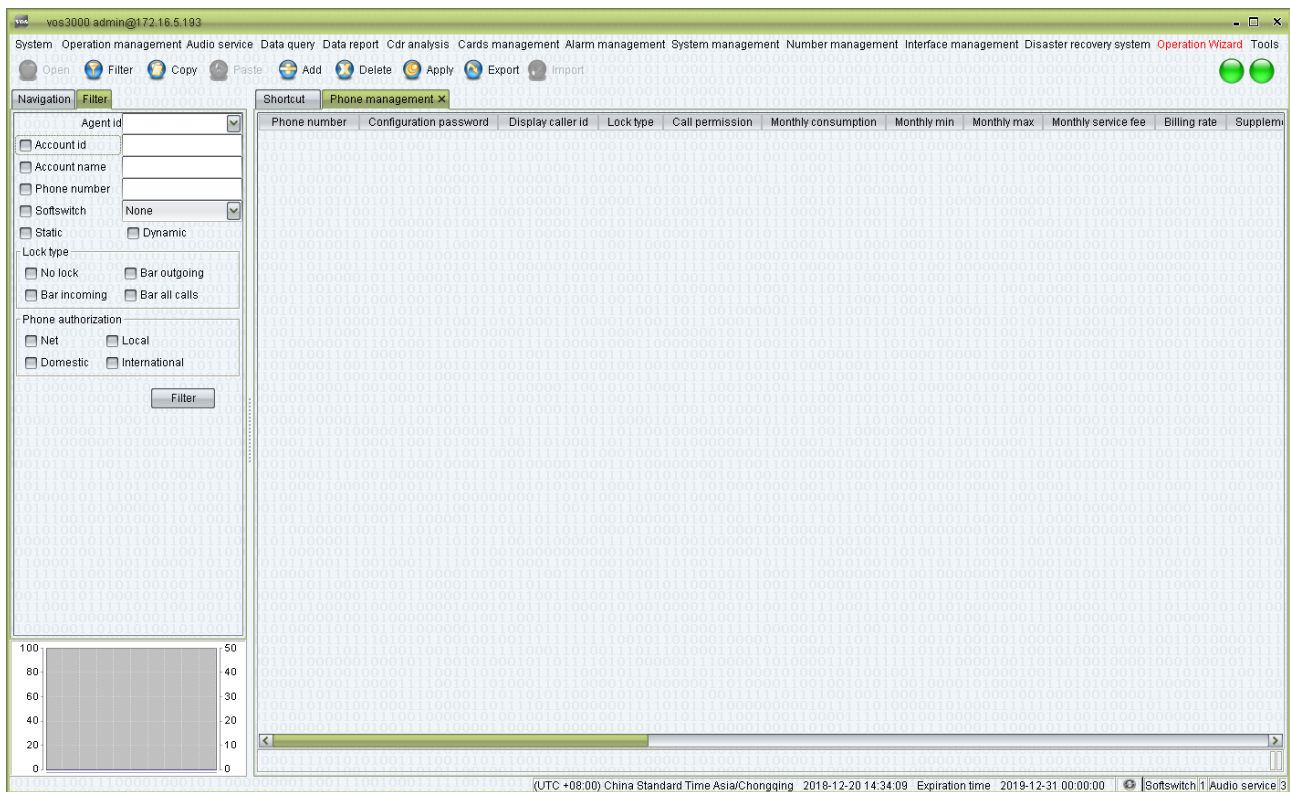 vos vos3000 admin@172.16.5.193
System Operation management Audio service Data query Data report Cdr analysis Cards management Alarm management System management Number management Interface management Disaster recovery system Operation Wizard Tools
Open Filter Copy Paste Add Delete Apply Export Import
Navigation Filter
Shortcut Phone management ×
Agent id
Account id
Account name
Phone number
Softswitch None
Static Dynamic
Lock type
No lock Bar outgoing
Bar incoming Bar all calls
Phone authorization
Net Local
Domestic International
Filter
Phone number Configuration password Display caller id Lock type Call permission Monthly consumption Monthly min Monthly max Monthly service fee Billing rate Supplem
100 50
80 40
60 30
40 20
20 10
0 0
(UTC +08:00) China Standard Time Asia/Chongqing 2018-12-20 14:34:09 Expiration time 2019-12-31 00:00:00 Softswitch 1 Audio service 3